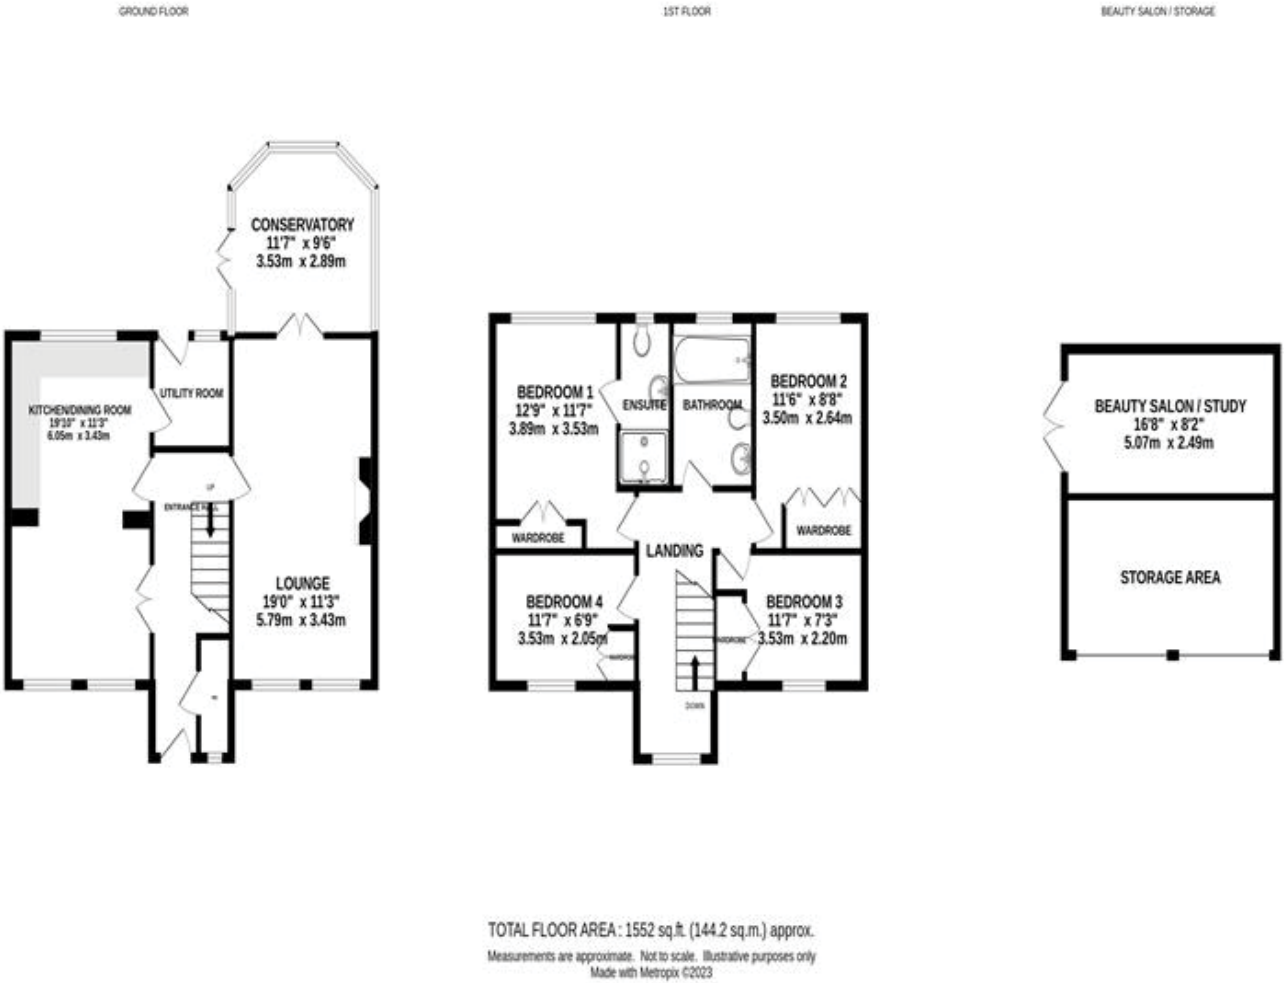 GROUND FLOOR
1ST FLOOR
BEAUTY SALON / STORAGE
CONSERVATORY
11'7" x 9'6"
3.53m x 2.89m
UTILITY ROOM
KITCHEN/DINING ROOM
19'10" x 11'3"
6.05m x 3.43m
UP
ENTRANCE HALL
LOUNGE
19'0" x 11'3"
5.79m x 3.43m
BEDROOM 1
12'9" x 11'7"
3.89m x 3.53m
ENSUITE
BATHROOM
BEDROOM 2
11'6" x 8'8"
3.50m x 2.64m
WARDROBE
WARDROBE
LANDING
BEDROOM 4
11'7" x 6'9"
3.53m x 2.05m
WARDROBE
BEDROOM 3
11'7" x 7'3"
3.53m x 2.20m
WARDROBE
DOWN
BEAUTY SALON / STUDY
16'8" x 8'2"
5.07m x 2.49m
STORAGE AREA
TOTAL FLOOR AREA : 1552 sq.ft. (144.2 sq.m.) approx.
Measurements are approximate. Not to scale. Illustrative purposes only
Made with Metropix ©2023